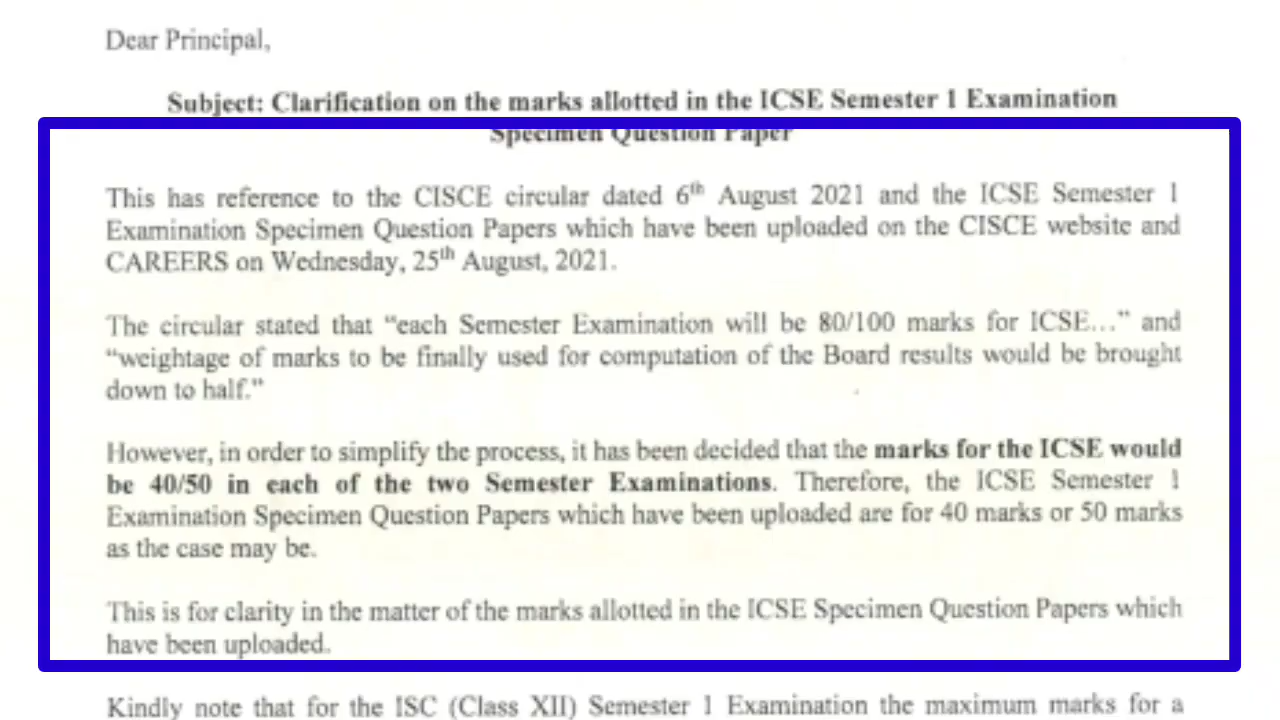 Dear Principal,
Subject: Clarification on the marks allotted in the ICSE Semester 1 Examination
Specimen Question Paper
This has reference to the CISCE circular dated 6th August 2021 and the ICSE Semester 1
Examination Specimen Question Papers which have been uploaded on the CISCE website and
CAREERS on Wednesday, 25th August, 2021.
The circular stated that “each Semester Examination will be 80/100 marks for ICSE...” and
“weightage of marks to be finally used for computation of the Board results would be brought
down to half.”
However, in order to simplify the process, it has been decided that the marks for the ICSE would
be 40/50 in each of the two Semester Examinations. Therefore, the ICSE Semester 1
Examination Specimen Question Papers which have been uploaded are for 40 marks or 50 marks
as the case may be.
This is for clarity in the matter of the marks allotted in the ICSE Specimen Question Papers which
have been uploaded.
Kindly note that for the ISC (Class XII) Semester 1 Examination the maximum marks for a